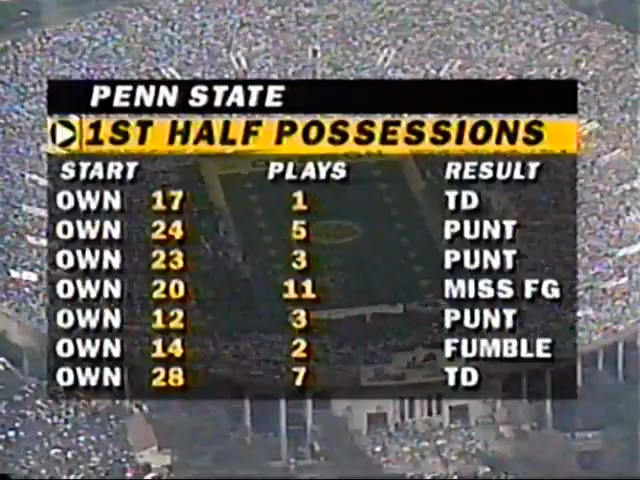 PENN STATE
1ST HALF POSSESSIONS
START PLAYS RESULT
OWN 17 1 TD
OWN 24 5 PUNT
OWN 23 3 PUNT
OWN 20 11 MISS FG
OWN 12 3 PUNT
OWN 14 2 FUMBLE
OWN 28 7 TD